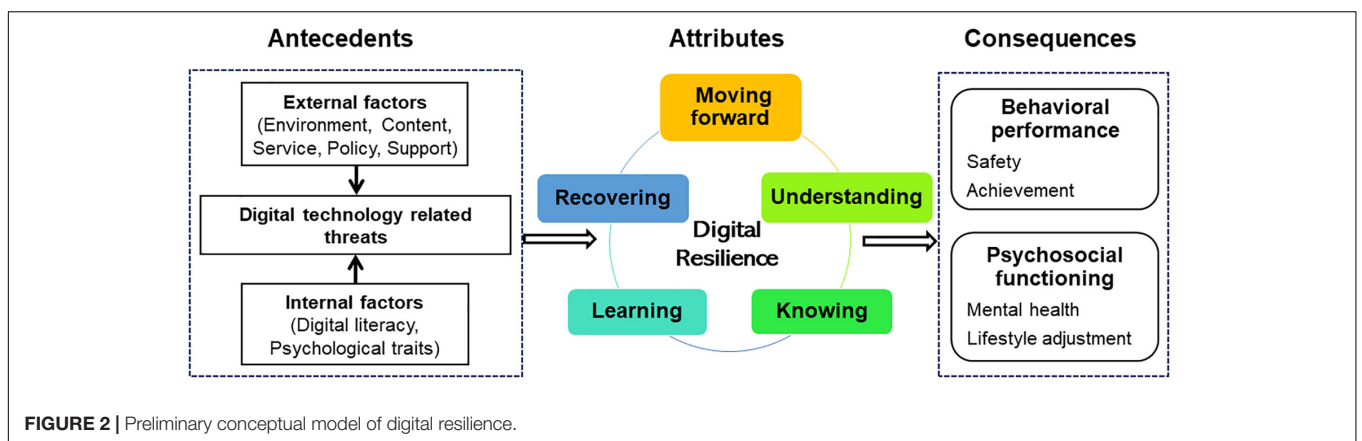 Antecedents
External factors
(Environment, Content,
Service, Policy, Support)
Digital technology related
threats
Internal factors
(Digital literacy,
Psychological traits)
Attributes
Moving
forward
Recovering
Understanding
Digital
Resilience
Learning
Knowing
Consequences
Behavioral
performance
Safety
Achievement
Psychosocial
functioning
Mental health
Lifestyle adjustment
FIGURE 2 | Preliminary conceptual model of digital resilience.